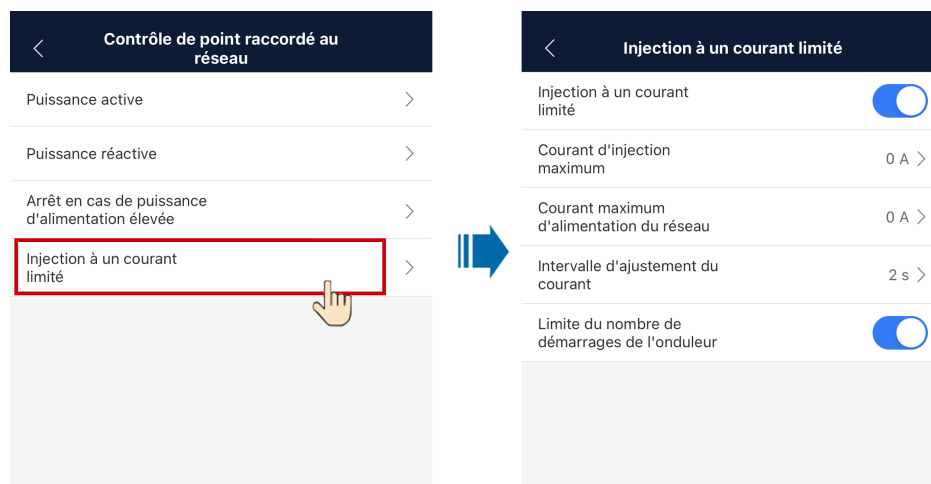 Contrôle de point raccordé au
réseau
Puissance active
Puissance réactive
Arrêt en cas de puissance
d'alimentation élevée
Injection à un courant
limité
Injection à un courant limité
Injection à un courant
limité
Courant d'injection
maximum
0 A
Courant maximum
d'alimentation du réseau
0 A
Intervalle d'ajustement du
courant
2 s
Limite du nombre de
démarrages de l'onduleur